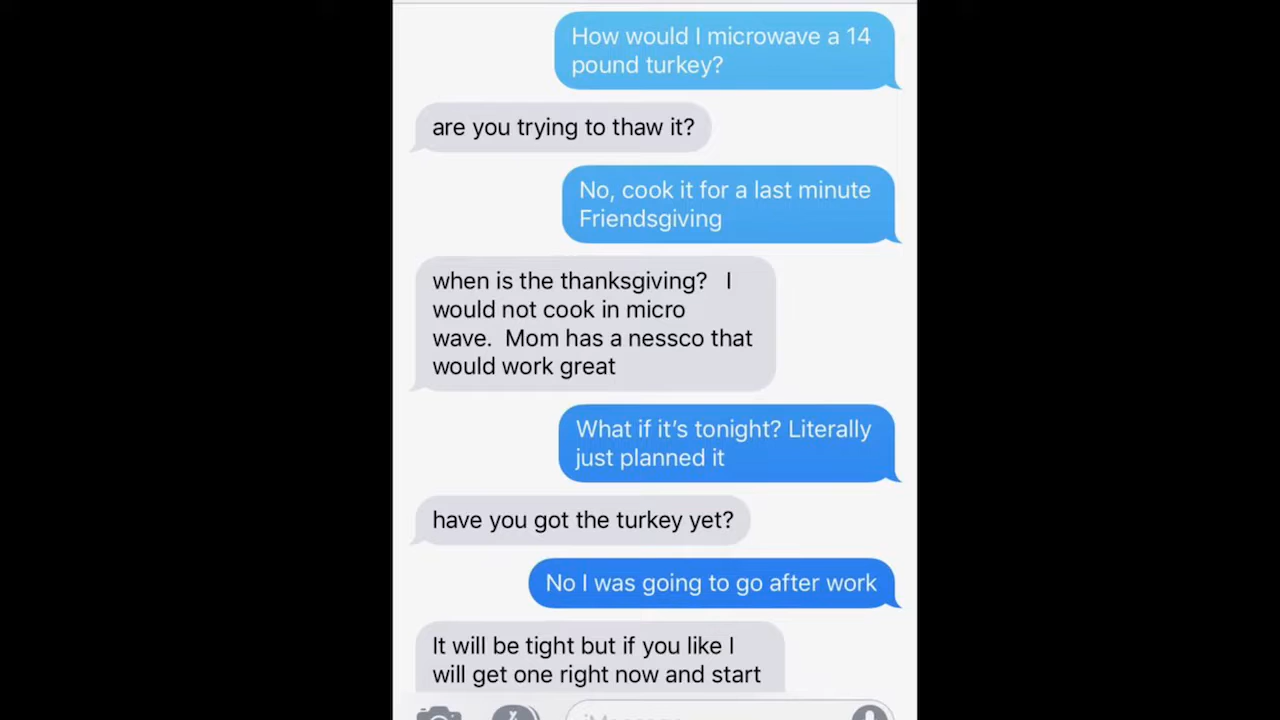 How would I microwave a 14
pound turkey?
are you trying to thaw it?
No, cook it for a last minute
Friendsgiving
when is the thanksgiving?   I
would not cook in micro
wave.  Mom has a nessco that
would work great
What if it's tonight? Literally
just planned it
have you got the turkey yet?
No I was going to go after work
It will be tight but if you like I
will get one right now and start